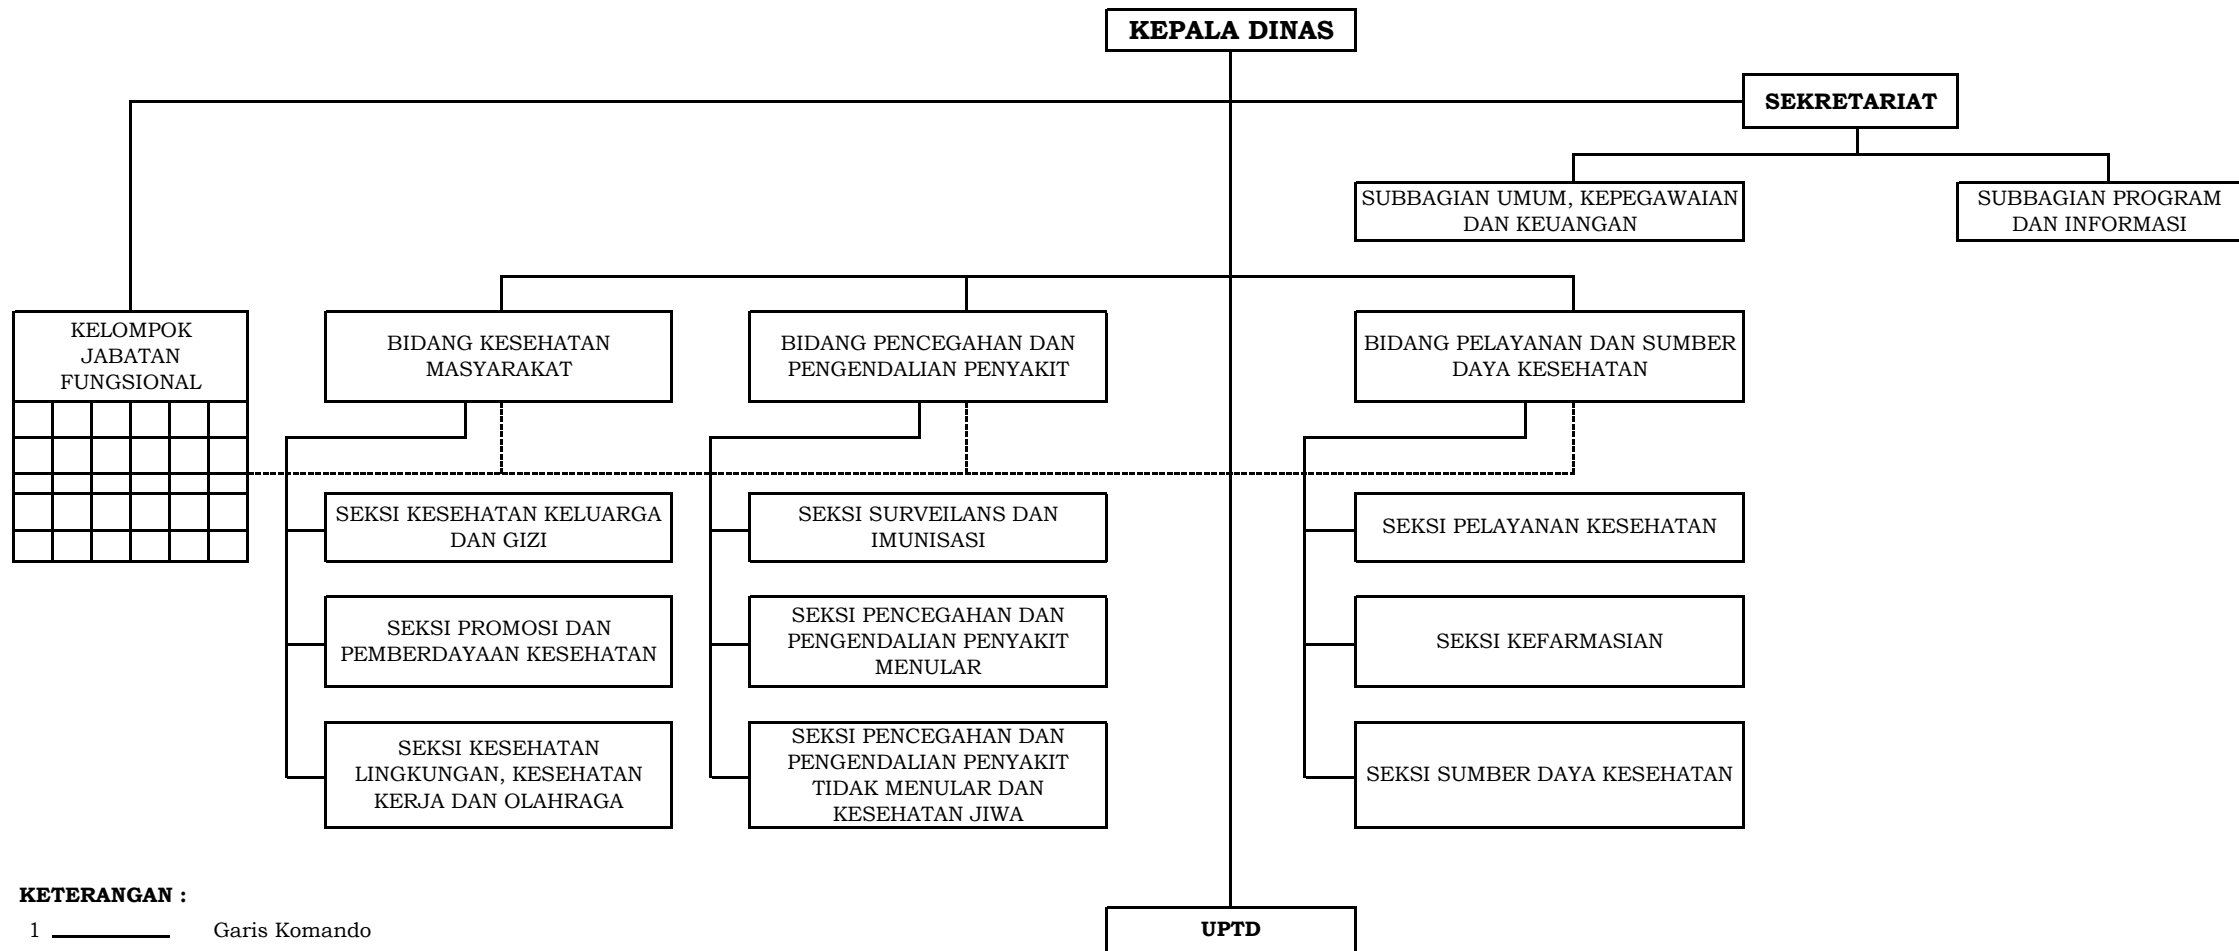 KEPALA DINAS
SEKRETARIAT
SUBBAGIAN UMUM, KEPEGAWAIAN
DAN KEUANGAN
SUBBAGIAN PROGRAM
DAN INFORMASI
KELOMPOK
JABATAN
FUNGSIONAL
BIDANG KESEHATAN
MASYARAKAT
BIDANG PENCEGAHAN DAN
PENGENDALIAN PENYAKIT
BIDANG PELAYANAN DAN SUMBER
DAYA KESEHATAN
SEKSI KESEHATAN KELUARGA
DAN GIZI
SEKSI SURVEILANS DAN
IMUNISASI
SEKSI PELAYANAN KESEHATAN
SEKSI PROMOSI DAN
PEMBERDAYAAN KESEHATAN
SEKSI PENCEGAHAN DAN
PENGENDALIAN PENYAKIT
MENULAR
SEKSI KEFARMASIAN
SEKSI KESEHATAN
LINGKUNGAN, KESEHATAN
KERJA DAN OLAHRAGA
SEKSI PENCEGAHAN DAN
PENGENDALIAN PENYAKIT
TIDAK MENULAR DAN
KESEHATAN JIWA
SEKSI SUMBER DAYA KESEHATAN
KETERANGAN :
1 Garis Komando
UPTD